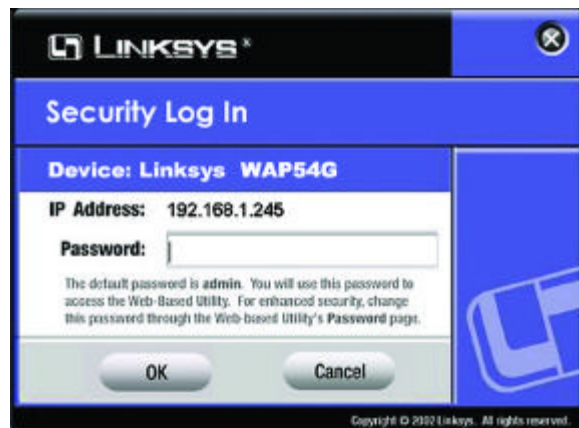 LINKSYS®
Security Log In
Device: Linksys WAP54G
IP Address: 192.168.1.245
Password:
The default password is admin. You will use this password to
access the Web-Based Utility. For enhanced security, change
this password through the Web-based Utility's Password page.
OK
Cancel
Copyright © 2002 Linksys. All rights reserved.